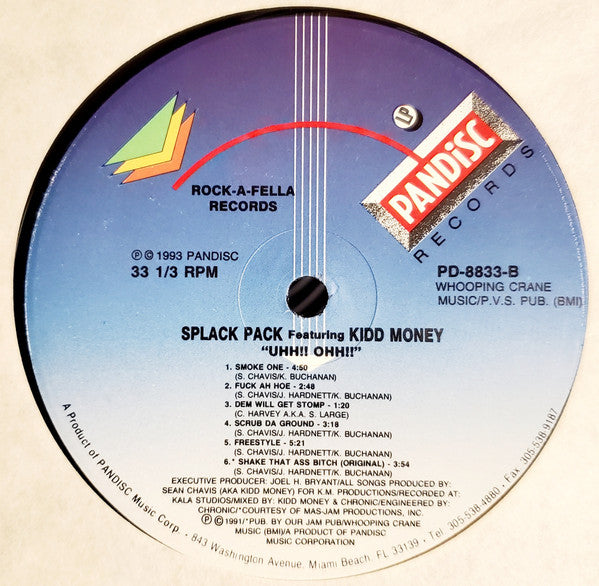 LP
PANDISC
RECORDS
ROCK-A-FELLA
RECORDS
℗ © 1993 PANDISC
33 1/3 RPM
PD-8833-B
WHOOPING CRANE
MUSIC/P.V.S. PUB. (BMI)
SPLACK PACK Featuring KIDD MONEY
"UHH!! OHH!!"
1. SMOKE ONE - 4:50
(S. CHAVIS/K. BUCHANAN)
2. FUCK AH HOE - 2:48
(S. CHAVIS/J. HARDNETT/K. BUCHANAN)
3. DEM WILL GET STOMP - 1:20
(C. HARVEY A.K.A. S. LARGE)
4. SCRUB DA GROUND - 3:18
(S. CHAVIS/J. HARDNETT/K. BUCHANAN)
5. FREESTYLE - 5:21
(S. CHAVIS/J. HARDNETT/K. BUCHANAN)
6.* SHAKE THAT ASS BITCH (ORIGINAL) - 3:54
(S. CHAVIS/J. HARDNETT/K. BUCHANAN)
EXECUTIVE PRODUCER: JOEL H. BRYANT/ALL SONGS PRODUCED BY:
SEAN CHAVIS (AKA KIDD MONEY) FOR K.M. PRODUCTIONS/RECORDED AT:
KALA STUDIOS/MIXED BY: KIDD MONEY & CHRONIC/ENGINEERED BY:
CHRONIC/*COURTESY OF MAS-JAM PRODUCTIONS, INC.
℗ © 1991/*PUB. BY OUR JAM PUB/WHOOPING CRANE
MUSIC (BMI)/A PRODUCT OF PANDISC
MUSIC CORPORATION
A Product of PANDISC Music Corp. - 843 Washington Avenue, Miami Beach, FL 33139 - Tel. 305-538-4880 - Fax 305-538-9187